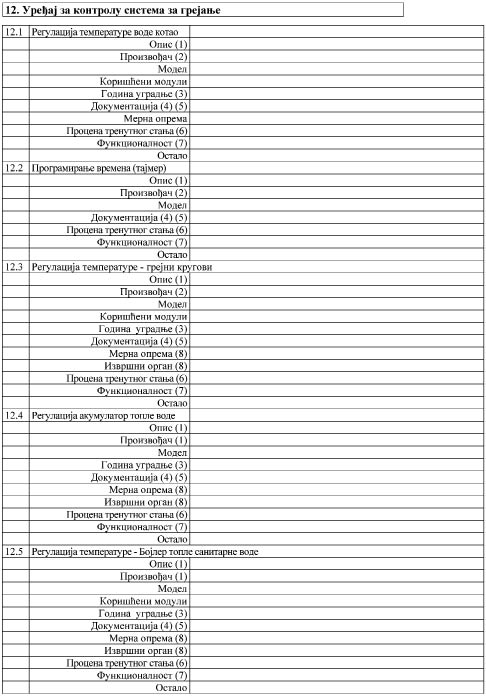 12. Уређај за контролу система за грејање
12.1 Регулација температуре воде котао
Опис (1)
Произвођач (2)
Модел
Коришћени модули
Година уградње (3)
Документација (4) (5)
Мерна опрема
Процена тренутног стања (6)
Функционалност (7)
Остало
12.2 Програмирање времена (тајмер)
Опис (1)
Произвођач (2)
Модел
Документација (4) (5)
Процена тренутног стања (6)
Функционалност (7)
Остало
12.3 Регулација температуре - грејни кругови
Опис (1)
Произвођач (2)
Модел
Коришћени модули
Година уградње (3)
Документација (4) (5)
Мерна опрема (8)
Извршни орган (8)
Процена тренутног стања (6)
Функционалност (7)
Остало
12.4 Регулација акумулатор топле воде
Опис (1)
Произвођач (1)
Модел
Година уградње (3)
Документација (4) (5)
Мерна опрема (8)
Извршни орган (8)
Процена тренутног стања (6)
Функционалност (7)
Остало
12.5 Регулација температуре - Бојлер топле санитарне воде
Опис (1)
Произвођач (1)
Модел
Коришћени модули
Година уградње (3)
Документација (4) (5)
Мерна опрема (8)
Извршни орган (8)
Процена тренутног стања (6)
Функционалност (7)
Остало